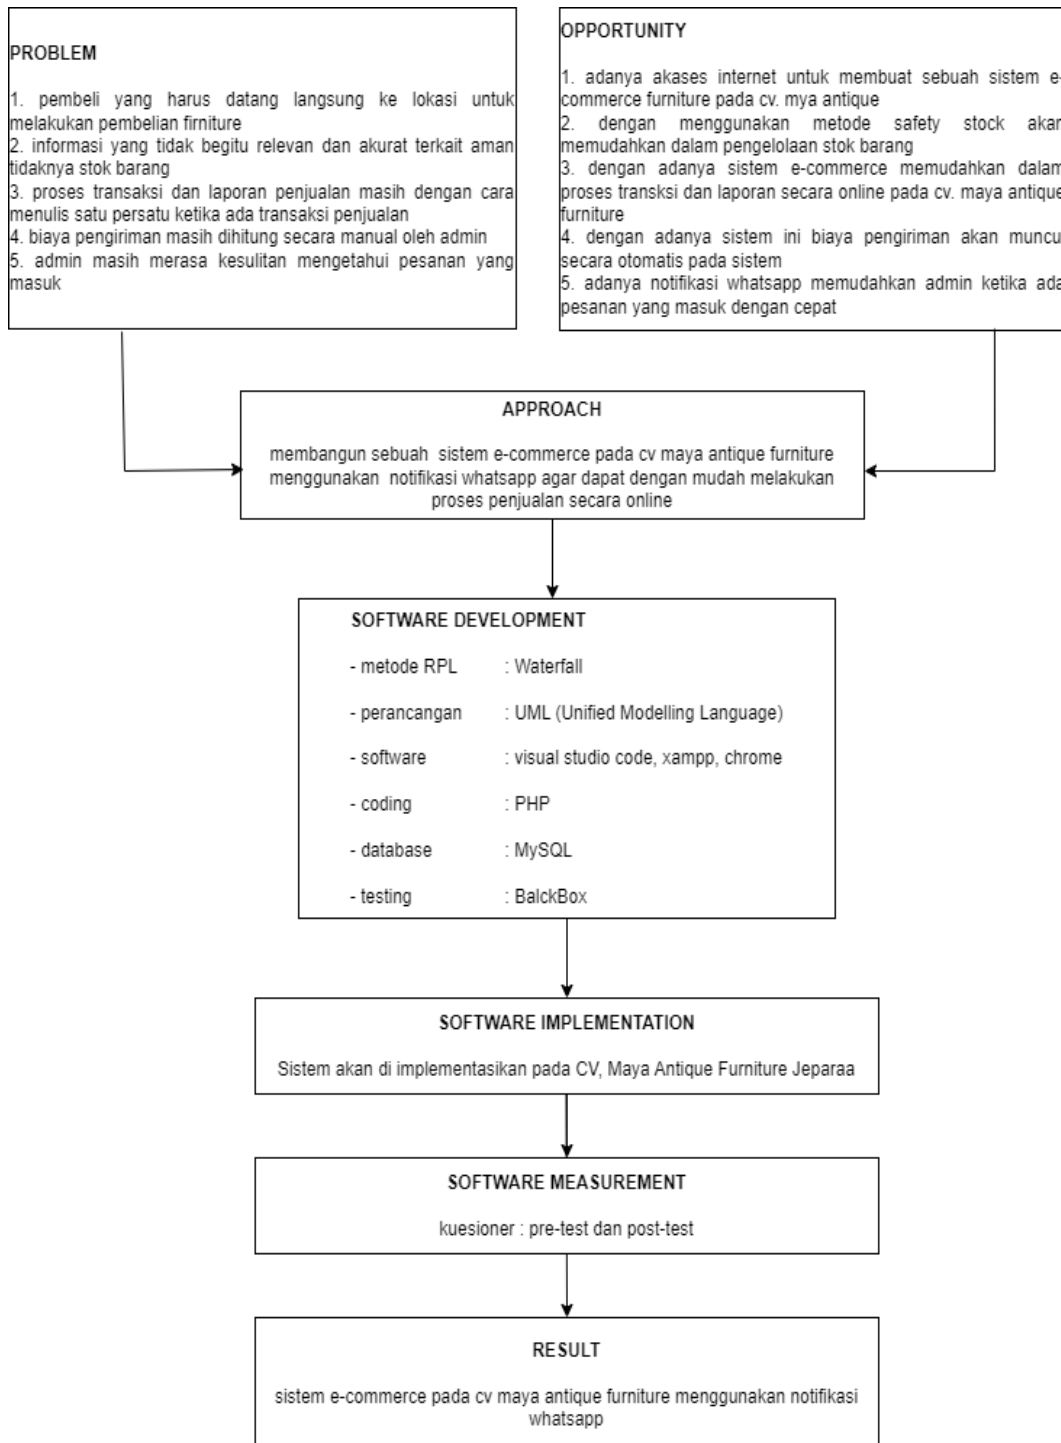 PROBLEM
1. pembeli yang harus datang langsung ke lokasi untuk
melakukan pembelian firniture
2. informasi yang tidak begitu relevan dan akurat terkait aman
tidaknya stok barang
3. proses transaksi dan laporan penjualan masih dengan cara
menulis satu persatu ketika ada transaksi penjualan
4. biaya pengiriman masih dihitung secara manual oleh admin
5. admin masih merasa kesulitan mengetahui pesanan yang
masuk
OPPORTUNITY
1. adanya akases internet untuk membuat sebuah sistem e-
commerce furniture pada cv. mya antique
2. dengan menggunakan metode safety stock akan
memudahkan dalam pengelolaan stok barang
3. dengan adanya sistem e-commerce memudahkan dalam
proses transksi dan laporan secara online pada cv. maya antique
furniture
4. dengan adanya sistem ini biaya pengiriman akan muncu
secara otomatis pada sistem
5. adanya notifikasi whatsapp memudahkan admin ketika ada
pesanan yang masuk dengan cepat
APPROACH
membangun sebuah sistem e-commerce pada cv maya antique furniture
menggunakan notifikasi whatsapp agar dapat dengan mudah melakukan
proses penjualan secara online
SOFTWARE DEVELOPMENT
- metode RPL : Waterfall
- perancangan : UML (Unified Modelling Language)
- software : visual studio code, xampp, chrome
- coding : PHP
- database : MySQL
- testing : BalckBox
SOFTWARE IMPLEMENTATION
Sistem akan di implementasikan pada CV, Maya Antique Furniture Jeparaa
SOFTWARE MEASUREMENT
kuesioner : pre-test dan post-test
RESULT
sistem e-commerce pada cv maya antique furniture menggunakan notifikasi
whatsapp